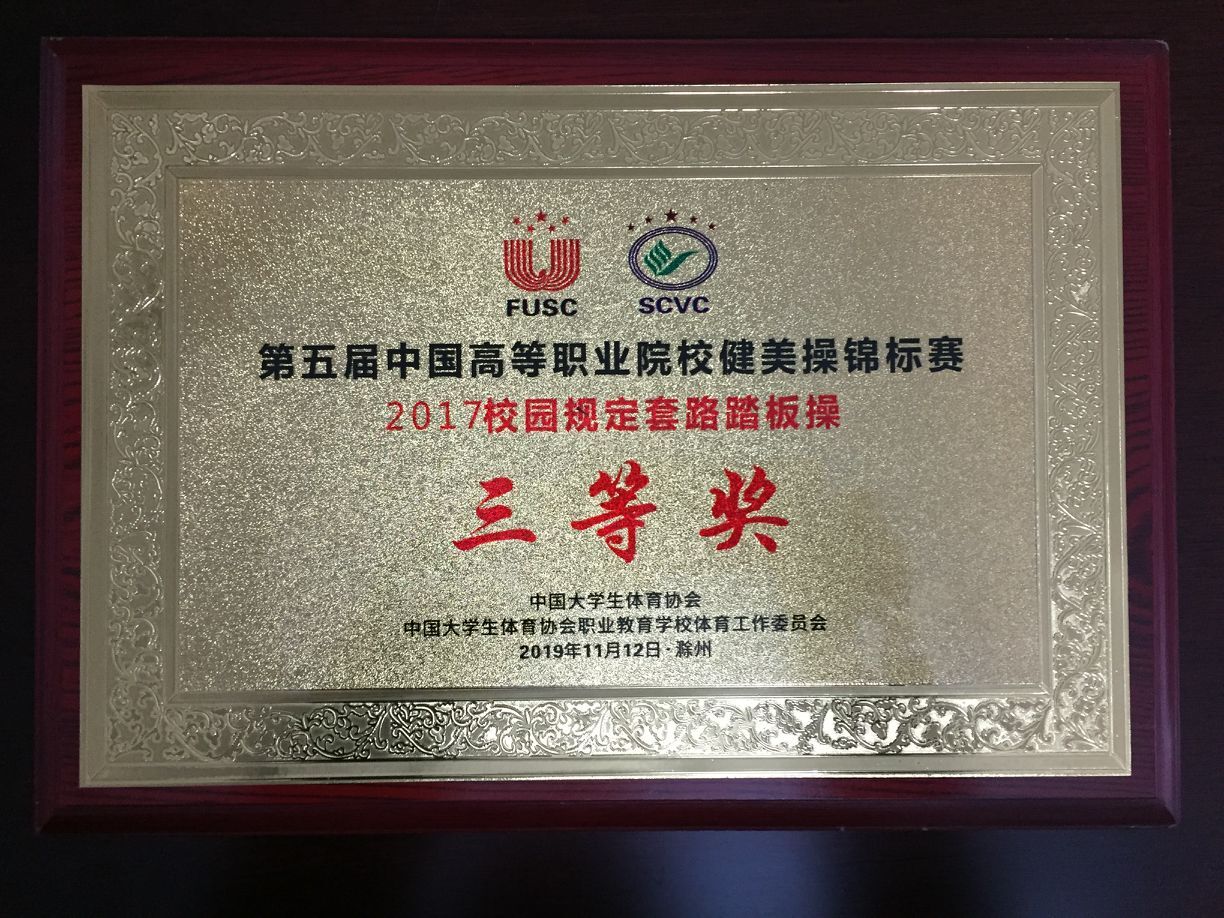 FUSC SCVC
第五届中国高等职业院校健美操锦标赛
2017校园规定套路踏板操
三等奖
中国大学生体育协会
中国大学生体育协会职业教育学校体育工作委员会
2019年11月12日·滁州